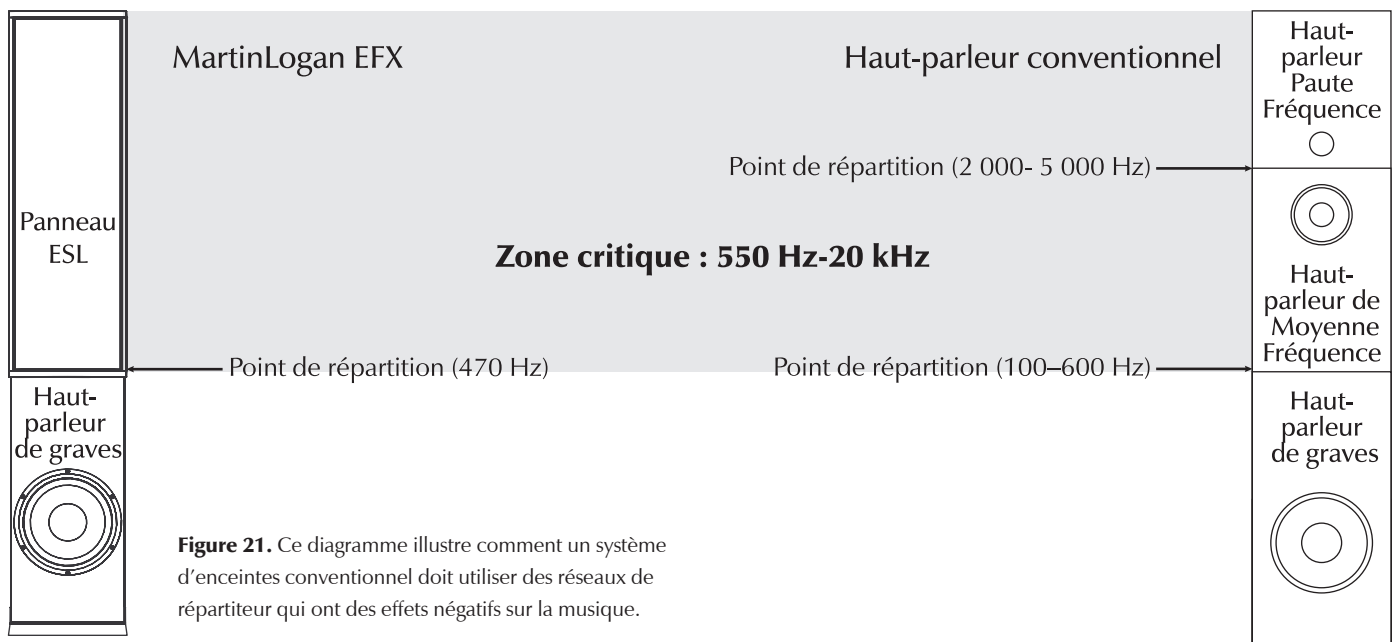 MartinLogan EFX
Haut-parleur conventionnel
Haut-
parleur
Paute
Fréquence
Point de répartition (2 000- 5 000 Hz)
Panneau
ESL
Zone critique : 550 Hz-20 kHz
Haut-
parleur de
Moyenne
Fréquence
Point de répartition (470 Hz)
Point de répartition (100–600 Hz)
Haut-
parleur
de graves
Haut-
parleur
de graves
Figure 21. Ce diagramme illustre comment un système
d'enceintes conventionnel doit utiliser des réseaux de
répartiteur qui ont des effets négatifs sur la musique.